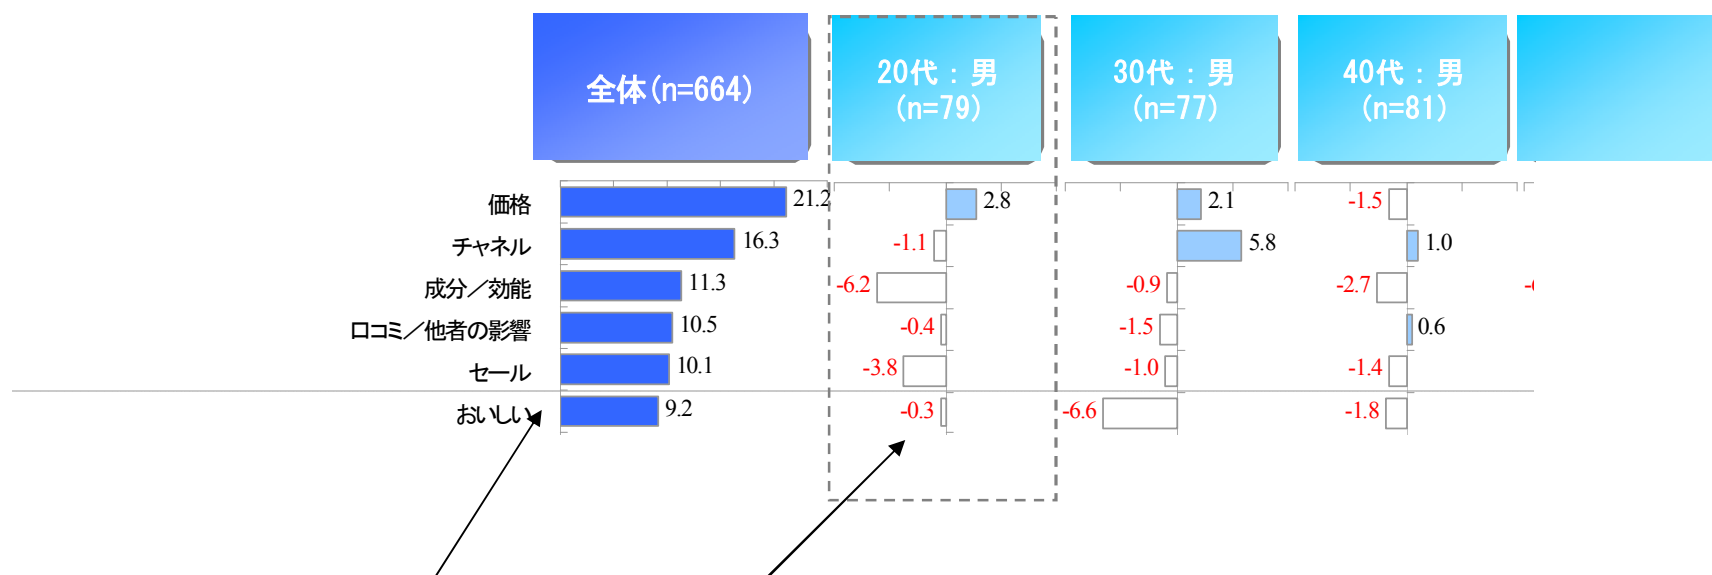 全体(n=664)
20代：男
(n=79)
30代：男
(n=77)
40代：男
(n=81)
価格 21.2 2.8 2.1 -1.5
チャネル 16.3 -1.1 5.8 1.0
成分／効能 11.3 -6.2 -0.9 -2.7
口コミ／他者の影響 10.5 -0.4 -1.5 0.6
セール 10.1 -3.8 -1.0 -1.4
おいしい 9.2 -0.3 -6.6 -1.8